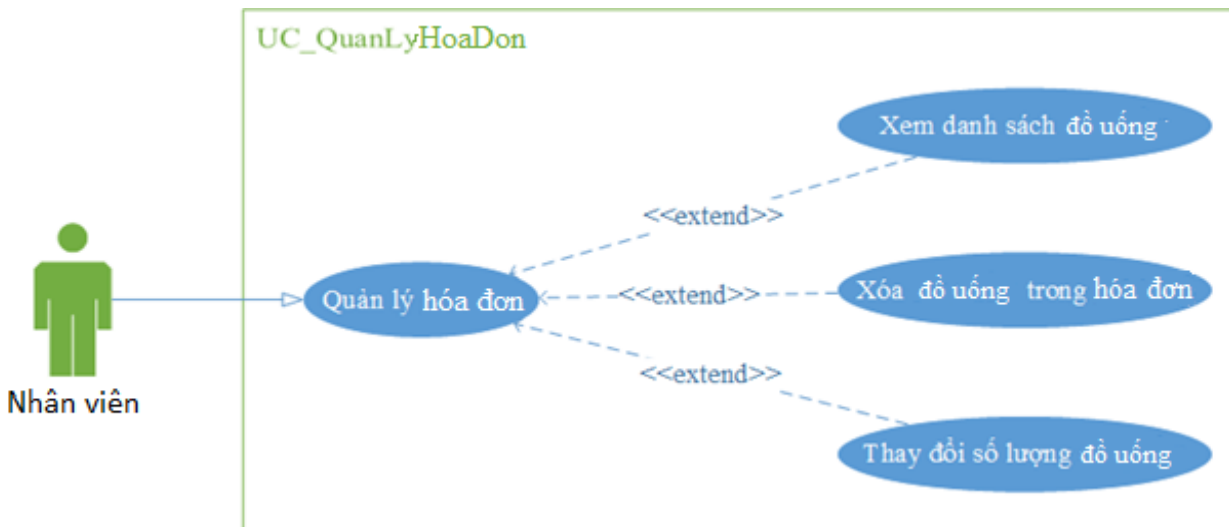 UC_QuanLyHoaDon
Xem danh sách đồ uống
<<extend>>
Quản lý hóa đơn
<<extend>>
Xóa đồ uống trong hóa đơn
<<extend>>
Nhân viên
Thay đổi số lượng đồ uống